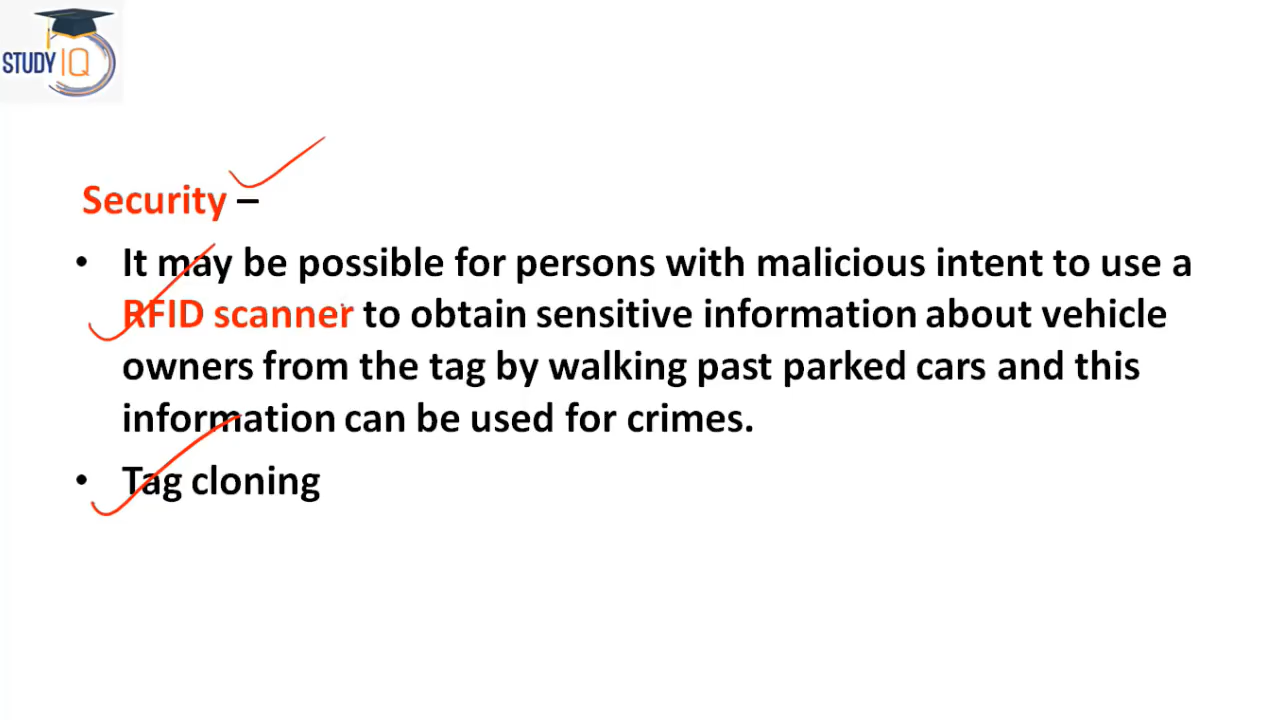 STUDY IQ
Security –
• It may be possible for persons with malicious intent to use a
RFID scanner to obtain sensitive information about vehicle
owners from the tag by walking past parked cars and this
information can be used for crimes.
• Tag cloning